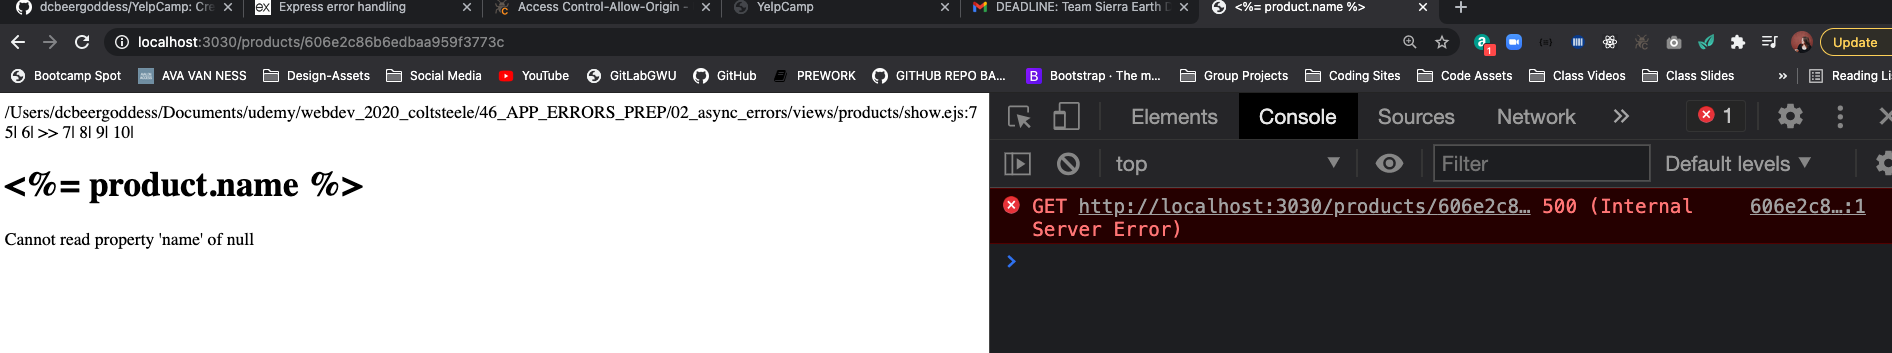 dcbeergoddess/YelpCamp: Cre
Express error handling
Access Control-Allow-Origin -
YelpCamp
DEADLINE: Team Sierra Earth D
<%= product.name %>
localhost:3030/products/606e2c86b6edbaa959f3773c
1
Update
Bootcamp Spot
AVA VAN NESS
Design-Assets
Social Media
YouTube
GitLabGWU
GitHub
PREWORK
GITHUB REPO BA...
Bootstrap · The m...
Group Projects
Coding Sites
Code Assets
Class Videos
Class Slides
»
Reading Li
/Users/dcbeergoddess/Documents/udemy/webdev_2020_coltsteele/46_APP_ERRORS_PREP/02_async_errors/views/products/show.ejs:7
5| 6| >> 7| 8| 9| 10|
<%= product.name %>
Cannot read property 'name' of null
Elements Console Sources Network » 1
top Filter Default levels
GET http://localhost:3030/products/606e2c8… 500 (Internal 606e2c8…:1
Server Error)